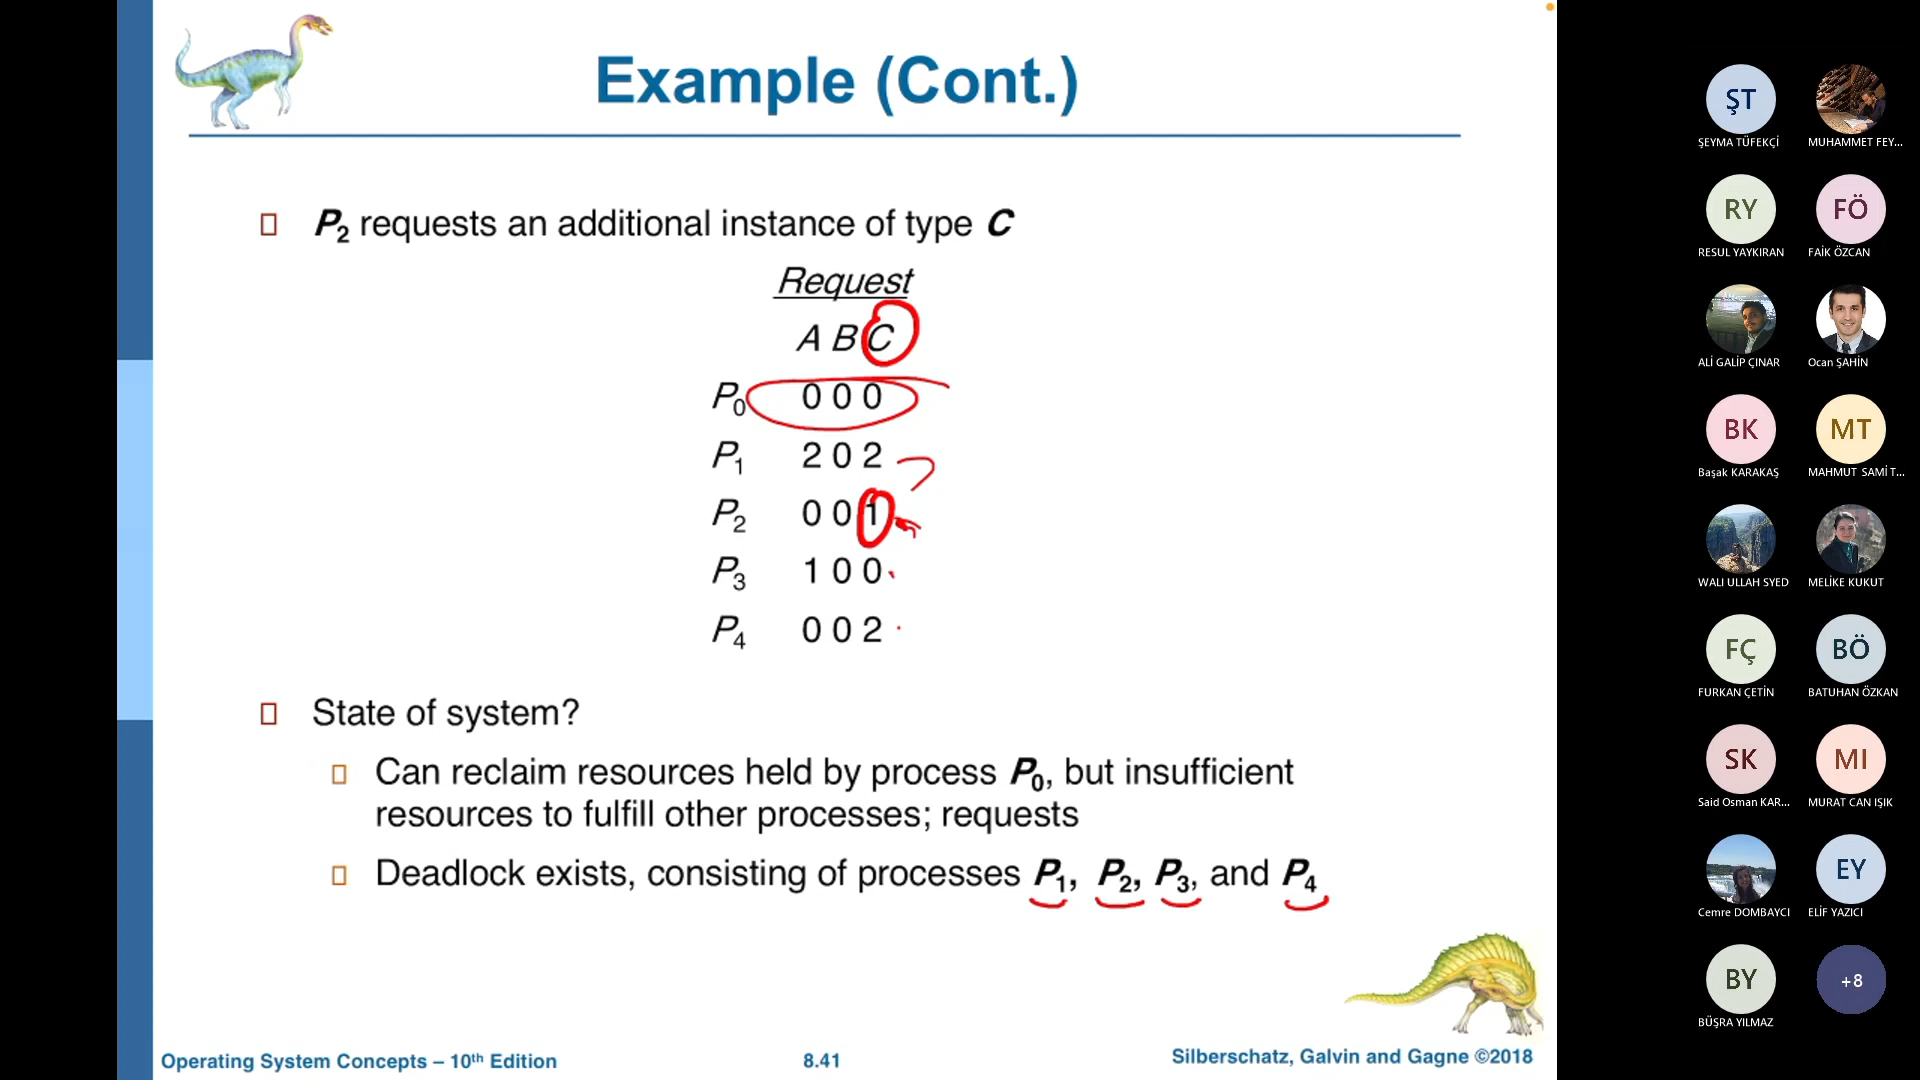 Example (Cont.)
P2 requests an additional instance of type C
Request
A B C
P0 0 0 0
P1 2 0 2
P2 0 0 1
P3 1 0 0
P4 0 0 2
State of system?
Can reclaim resources held by process P0, but insufficient
resources to fulfill other processes; requests
Deadlock exists, consisting of processes P1, P2, P3, and P4
Operating System Concepts – 10th Edition
8.41
Silberschatz, Galvin and Gagne ©2018
ŞT
ŞEYMA TÜFEKÇİ
MUHAMMET FEY...
RY
FÖ
RESUL YAYKIRAN
FAİK ÖZCAN
ALİ GALİP ÇINAR
Ocan ŞAHİN
BK
MT
Başak KARAKAŞ
MAHMUT SAMİ T...
WALI ULLAH SYED
MELİKE KUKUT
FÇ
BÖ
FURKAN ÇETİN
BATUHAN ÖZKAN
SK
MI
Said Osman KAR...
MURAT CAN IŞIK
EY
Cemre DOMBAYCI
ELİF YAZICI
BY
+8
BÜŞRA YILMAZ